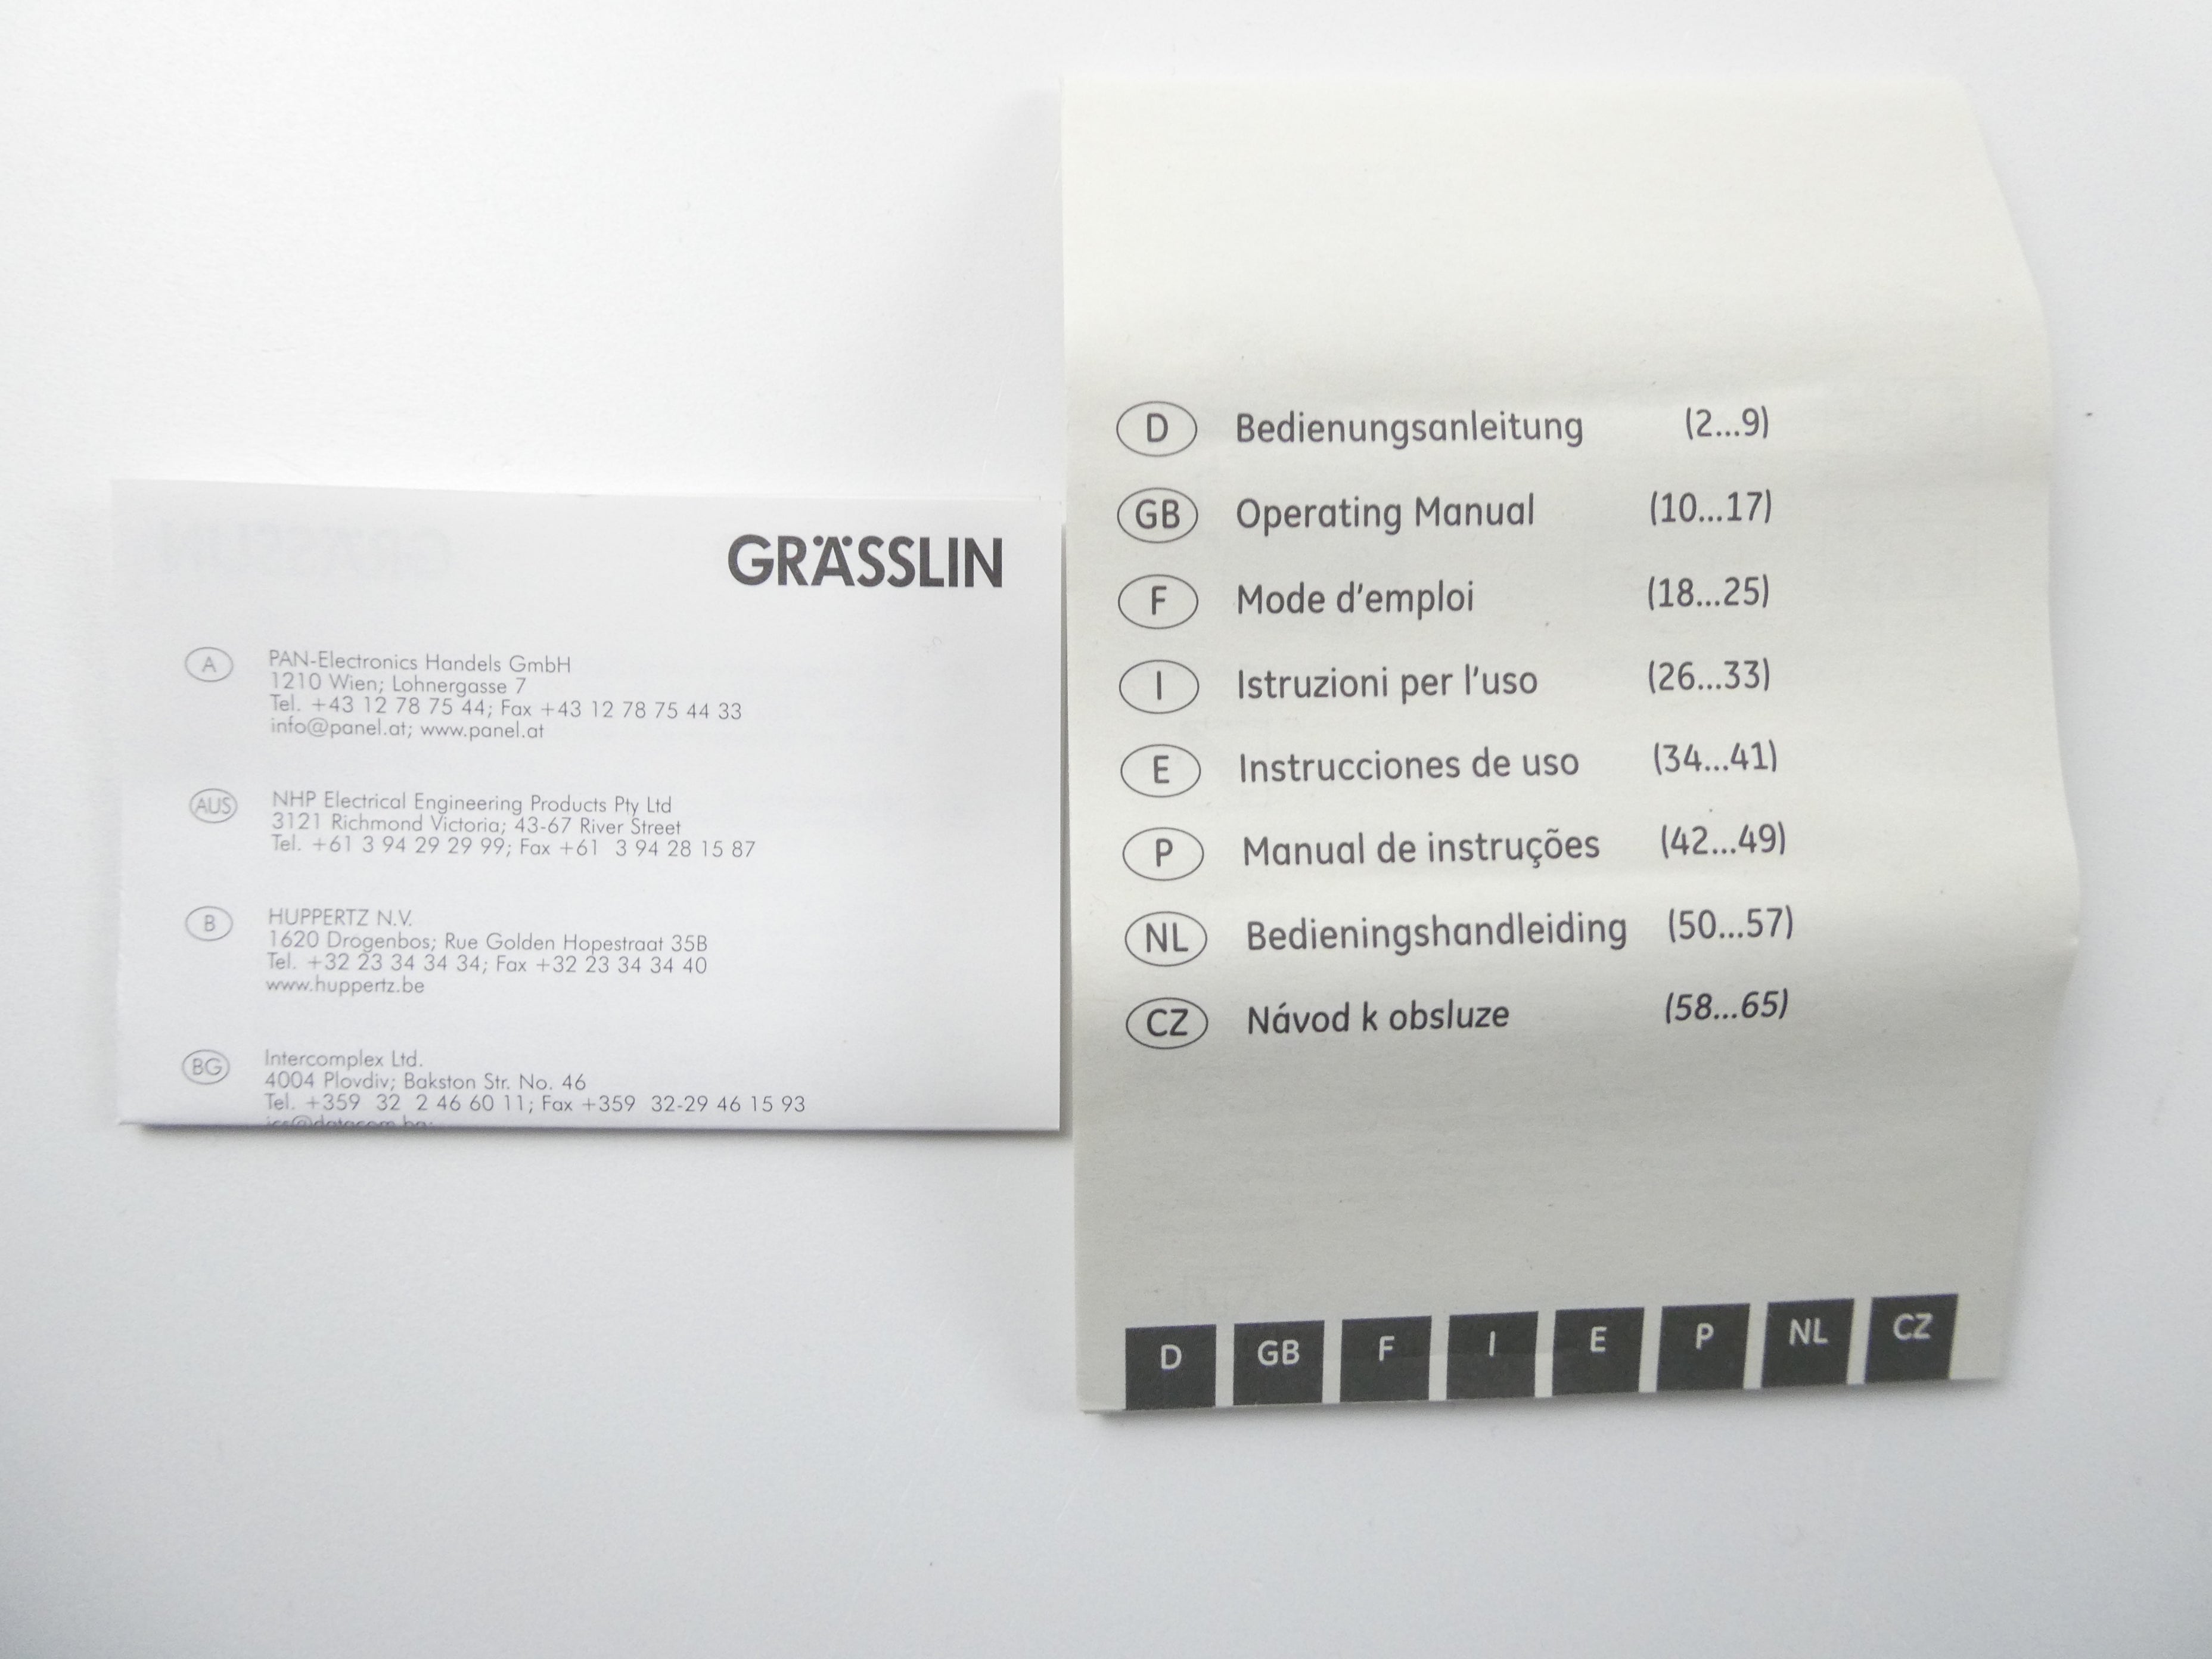 GRÄSSLIN
A PAN-Electronics Handels GmbH
1210 Wien; Lohnergasse 7
Tel. +43 12 78 75 44; Fax +43 12 78 75 44 33
info@panel.at; www.panel.at
AUS NHP Electrical Engineering Products Pty Ltd
3121 Richmond Victoria; 43-67 River Street
Tel. +61 3 94 29 29 99; Fax +61 3 94 28 15 87
B HUPPERTZ N.V.
1620 Drogenbos; Rue Golden Hopestraat 35B
Tel. +32 23 34 34 34; Fax +32 23 34 34 40
www.huppertz.be
BG Intercomplex Ltd.
4004 Plovdiv; Bakston Str. No. 46
Tel. +359 32 2 46 60 11; Fax +359 32-29 46 15 93
D Bedienungsanleitung (2...9)
GB Operating Manual (10...17)
F Mode d'emploi (18...25)
I Istruzioni per l'uso (26...33)
E Instrucciones de uso (34...41)
P Manual de instruções (42...49)
NL Bedieningshandleiding (50...57)
CZ Návod k obsluze (58...65)
D GB F I E P NL CZ